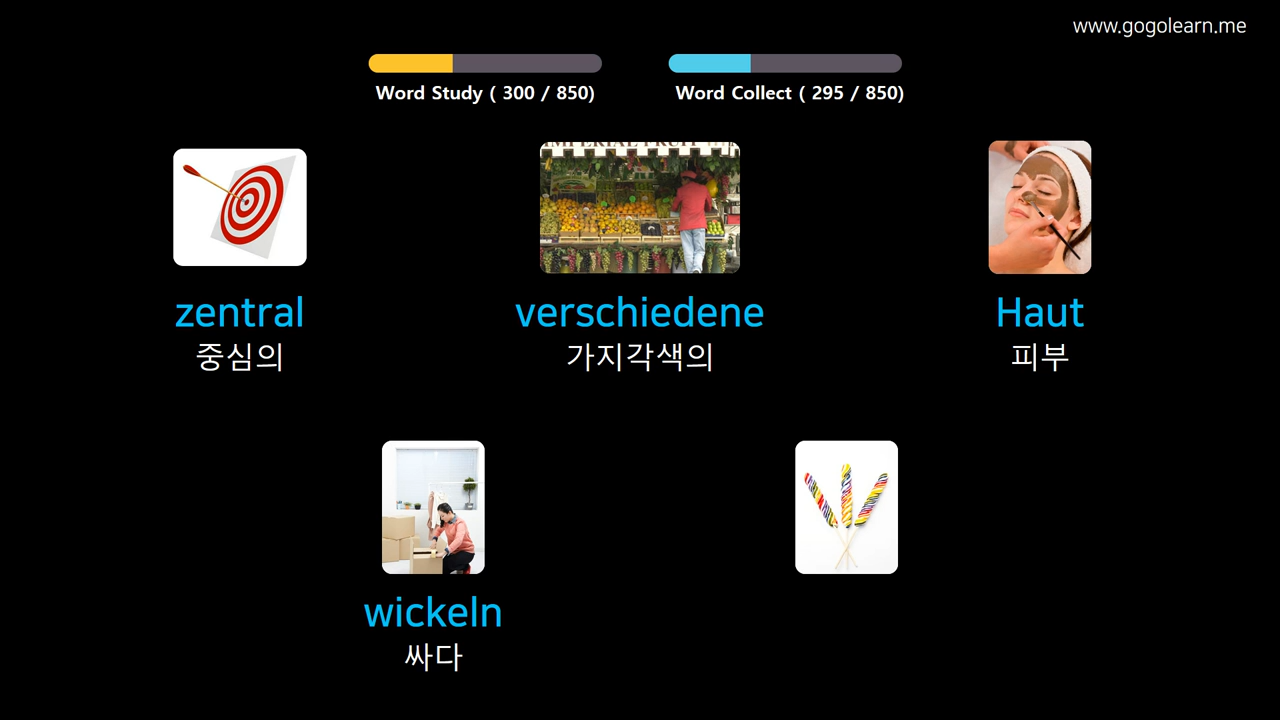 www.gogolearn.me
Word Study ( 300 / 850)
Word Collect ( 295 / 850)
zentral
중심의
verschiedene
가지각색의
Haut
피부
wickeln
싸다